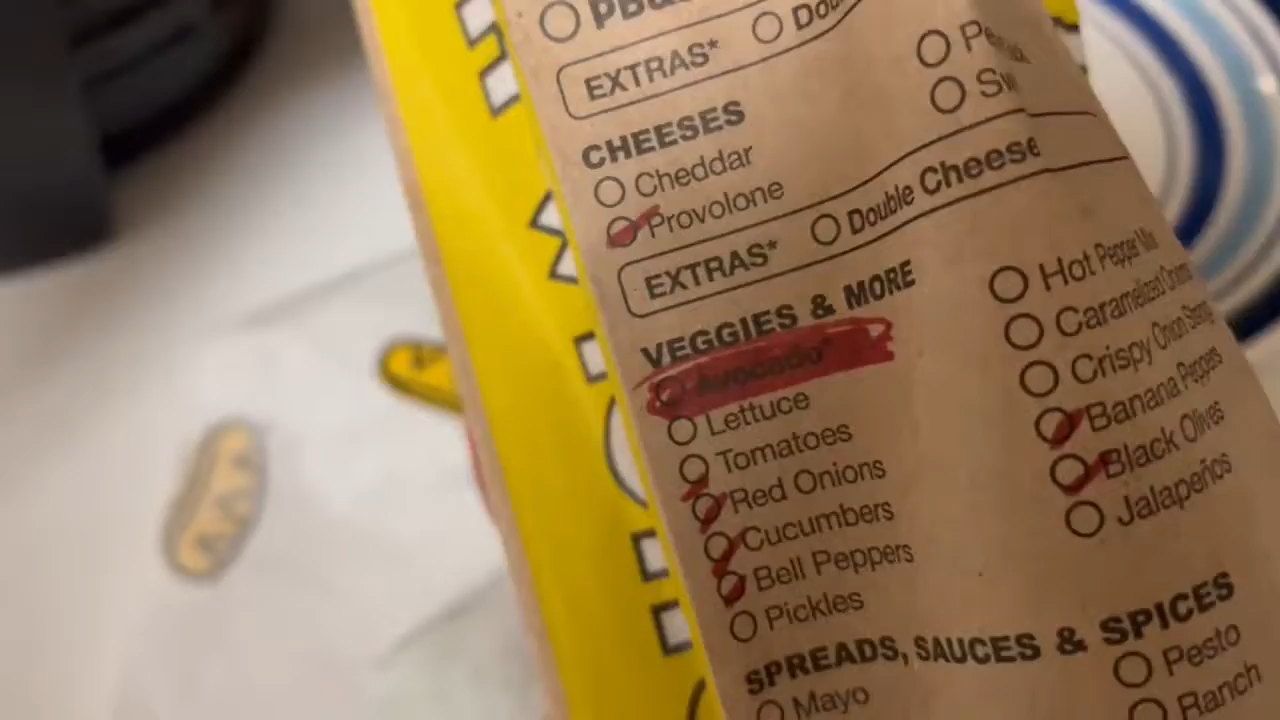 PB&
EXTRAS* Dou
CHEESES
Cheddar
Provolone
Sw
EXTRAS* Double Cheese
VEGGIES & MORE
Avocado*
Lettuce
Tomatoes
Red Onions
Cucumbers
Bell Peppers
Pickles
Hot Pepper Mix
Caramelized Onions
Crispy Onion Strings
Banana Peppers
Black Olives
Jalapeños
SPREADS, SAUCES & SPICES
Mayo
Pesto
Ranch